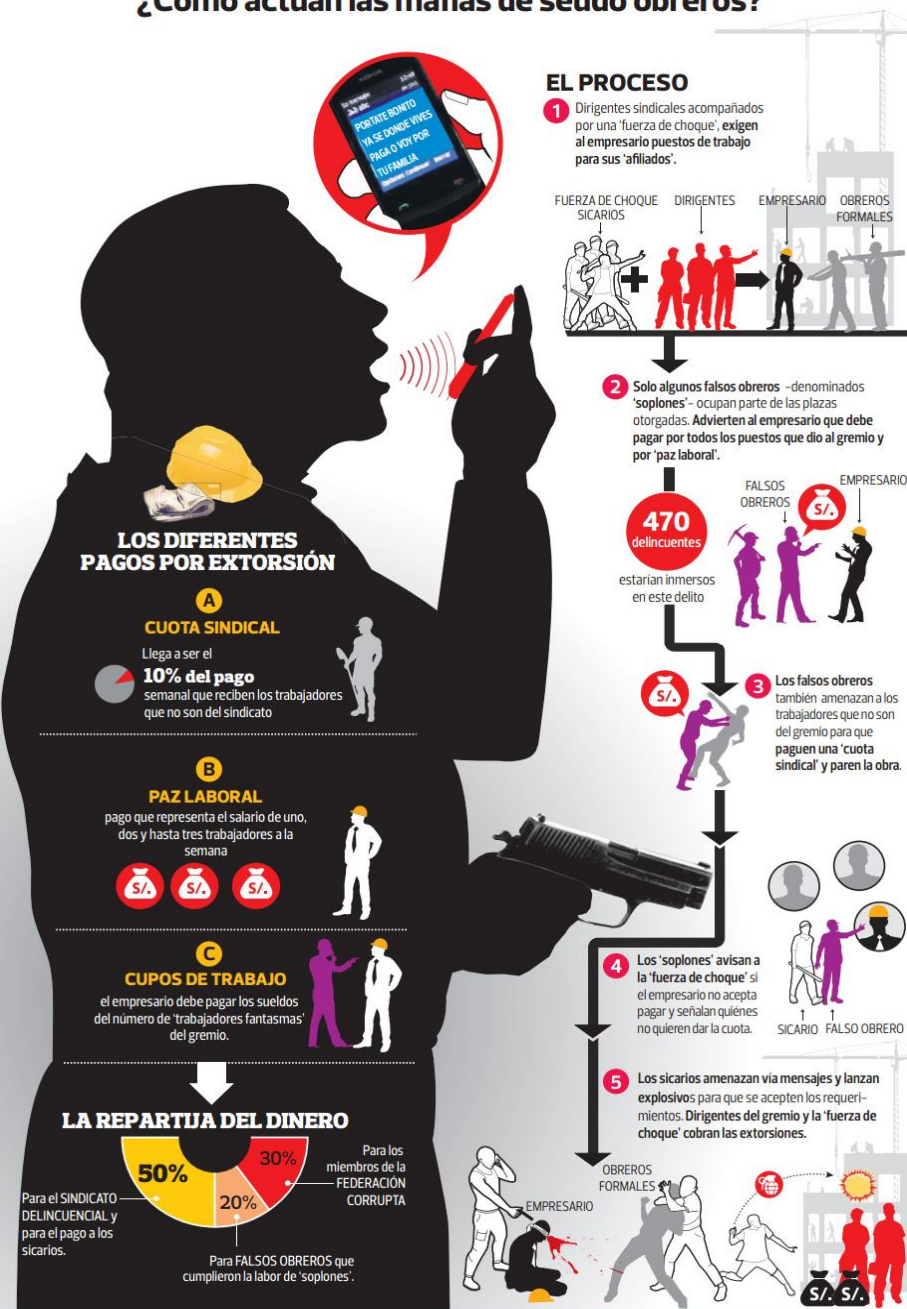 ¿Cómo actúan las mafias de seudo obreros?
PORTATE BONITO
YA SE DONDE VIVES
PAGA O VOY POR
TU FAMILIA
EL PROCESO
1
Dirigentes sindicales acompañados
por una ‘fuerza de choque’, exigen
al empresario puestos de trabajo
para sus ‘afiliados’.
FUERZA DE CHOQUE
SICARIOS
DIRIGENTES
EMPRESARIO
OBREROS
FORMALES
2
Solo algunos falsos obreros -denominados
‘soplones’- ocupan parte de las plazas
otorgadas. Advierten al empresario que debe
pagar por todos los puestos que dio al gremio y
por ‘paz laboral’.
470
delincuentes
estarían inmersos
en este delito
FALSOS
OBREROS
S/.
EMPRESARIO
S/.
3
Los falsos obreros
también amenazan a los
trabajadores que no son
del gremio para que
paguen una ‘cuota
sindical’ y paren la obra.
4
Los ‘soplones’ avisan a
la ‘fuerza de choque’ si
el empresario no acepta
pagar y señalan quiénes
no quieren dar la cuota.
SICARIO
FALSO OBRERO
5
Los sicarios amenazan vía mensajes y lanzan
explosivos para que se acepten los requeri-
mientos. Dirigentes del gremio y la ‘fuerza de
choque’ cobran las extorsiones.
EMPRESARIO
OBREROS
FORMALES
S/.
S/.
LOS DIFERENTES
PAGOS POR EXTORSIÓN
A
CUOTA SINDICAL
Llega a ser el
10% del pago
semanal que reciben los trabajadores
que no son del sindicato
B
PAZ LABORAL
pago que representa el salario de uno,
dos y hasta tres trabajadores a la
semana
S/.
S/.
S/.
C
CUPOS DE TRABAJO
el empresario debe pagar los sueldos
del número de ‘trabajadores fantasmas’
del gremio.
LA REPARTIJA DEL DINERO
50%
20%
30%
Para el SINDICATO
DELINCUENCIAL y
para el pago a los
sicarios.
Para los
miembros de la
FEDERACIÓN
CORRUPTA
Para FALSOS OBREROS que
cumplieron la labor de ‘soplones’.